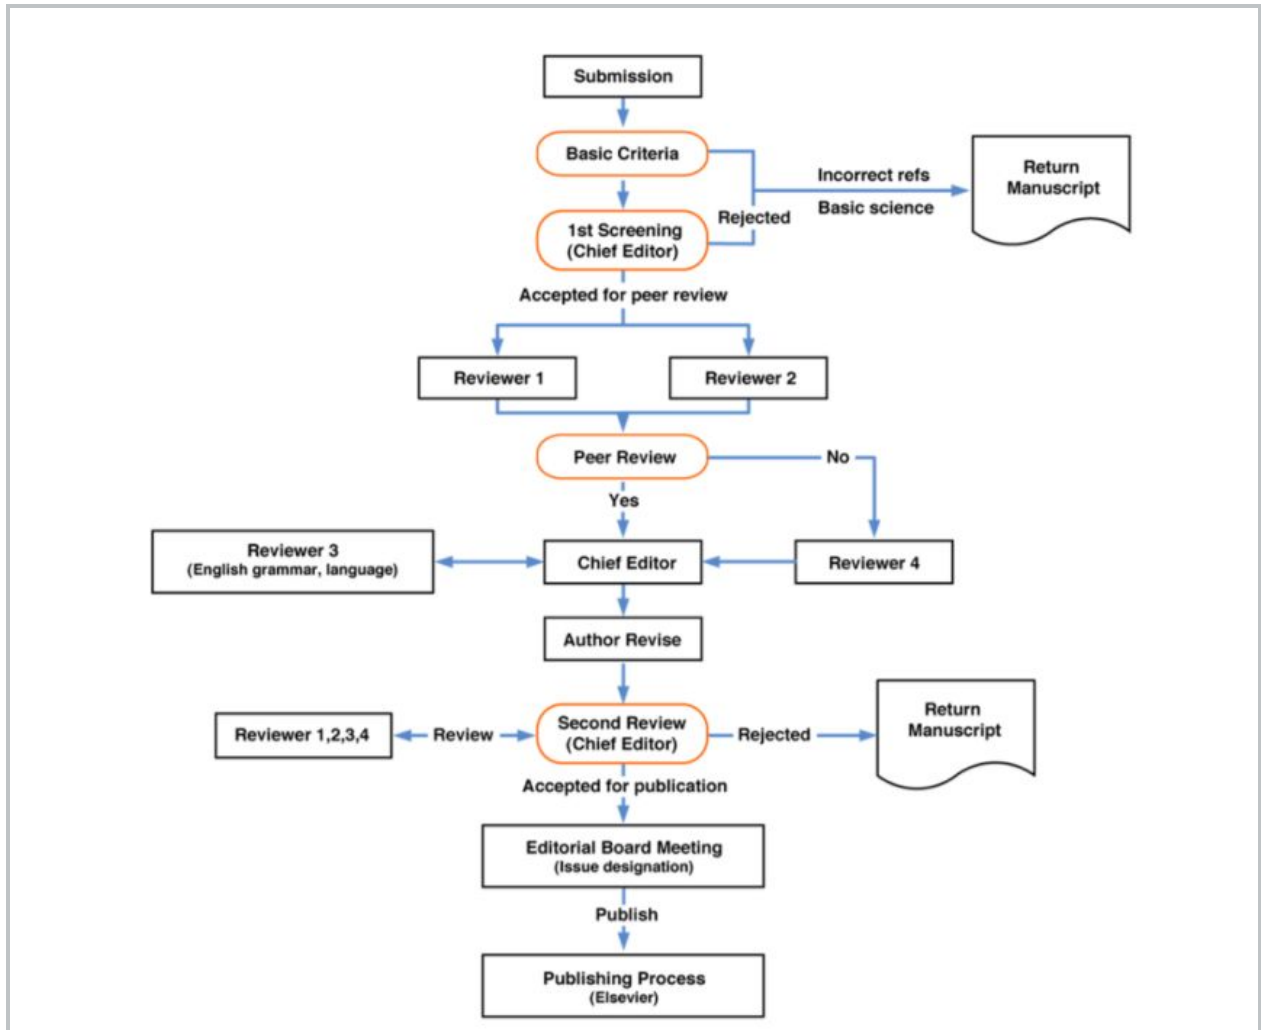 Submission
Basic Criteria
Incorrect refs
Basic science
Return
Manuscript
Rejected
1st Screening
(Chief Editor)
Accepted for peer review
Reviewer 1
Reviewer 2
Peer Review
No
Yes
Reviewer 3
(English grammar, language)
Chief Editor
Reviewer 4
Author Revise
Reviewer 1,2,3,4
Review
Second Review
(Chief Editor)
Rejected
Return
Manuscript
Accepted for publication
Editorial Board Meeting
(Issue designation)
Publish
Publishing Process
(Elsevier)